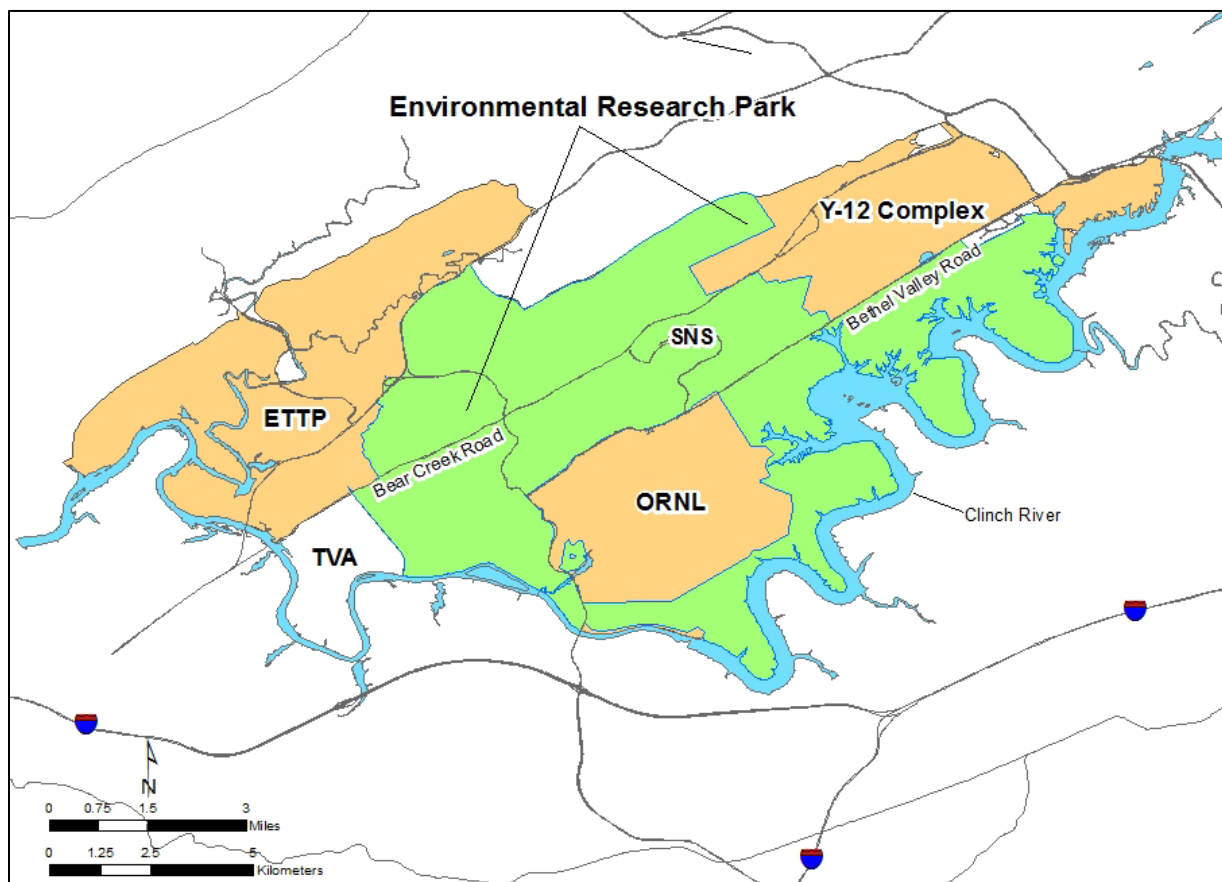 Environmental Research Park
Y-12 Complex
Bethel Valley Road
SNS
ETTP
Bear Creek Road
ORNL
Clinch River
TVA
N
0 0.75 1.5 3
Miles
0 1.25 2.5 5
Kilometers